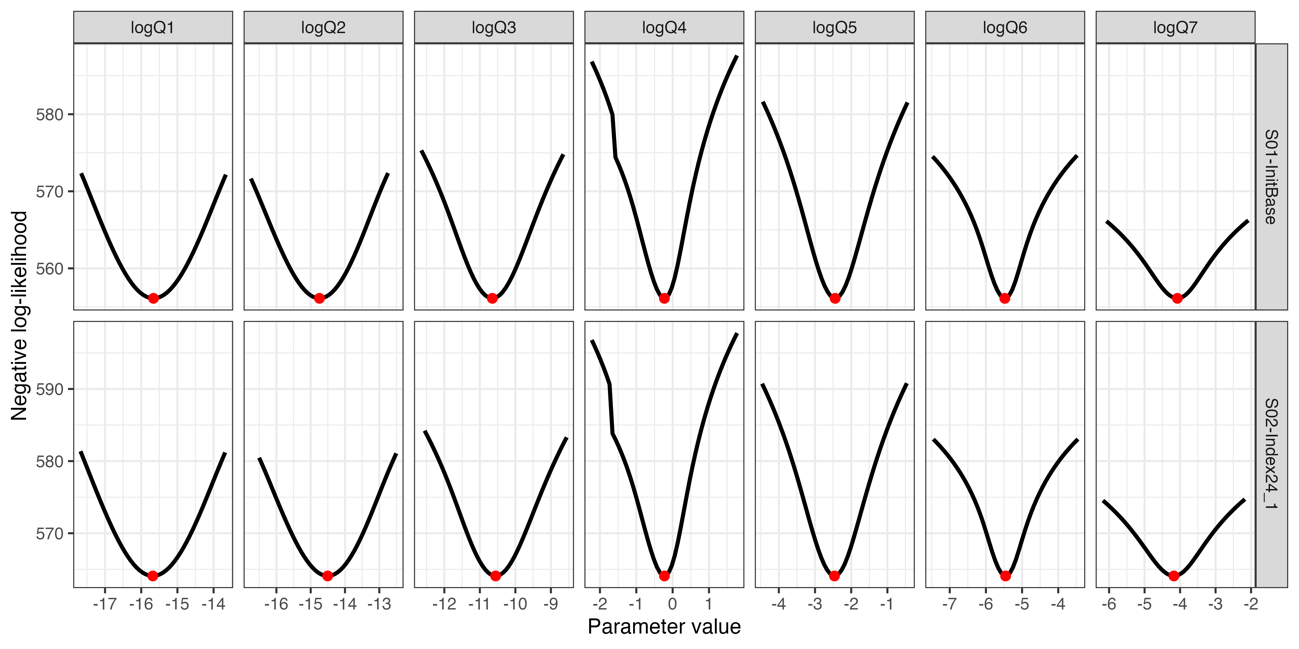 logQ1 logQ2 logQ3 logQ4 logQ5 logQ6 logQ7
580
570
560
S01-InitBase
590
580
570
S02-Index24_1
Negative log-likelihood
-17 -16 -15 -14 -16 -15 -14 -13 -12 -11 -10 -9 -2 -1 0 1 -4 -3 -2 -1 -7 -6 -5 -4 -6 -5 -4 -3 -2
Parameter value